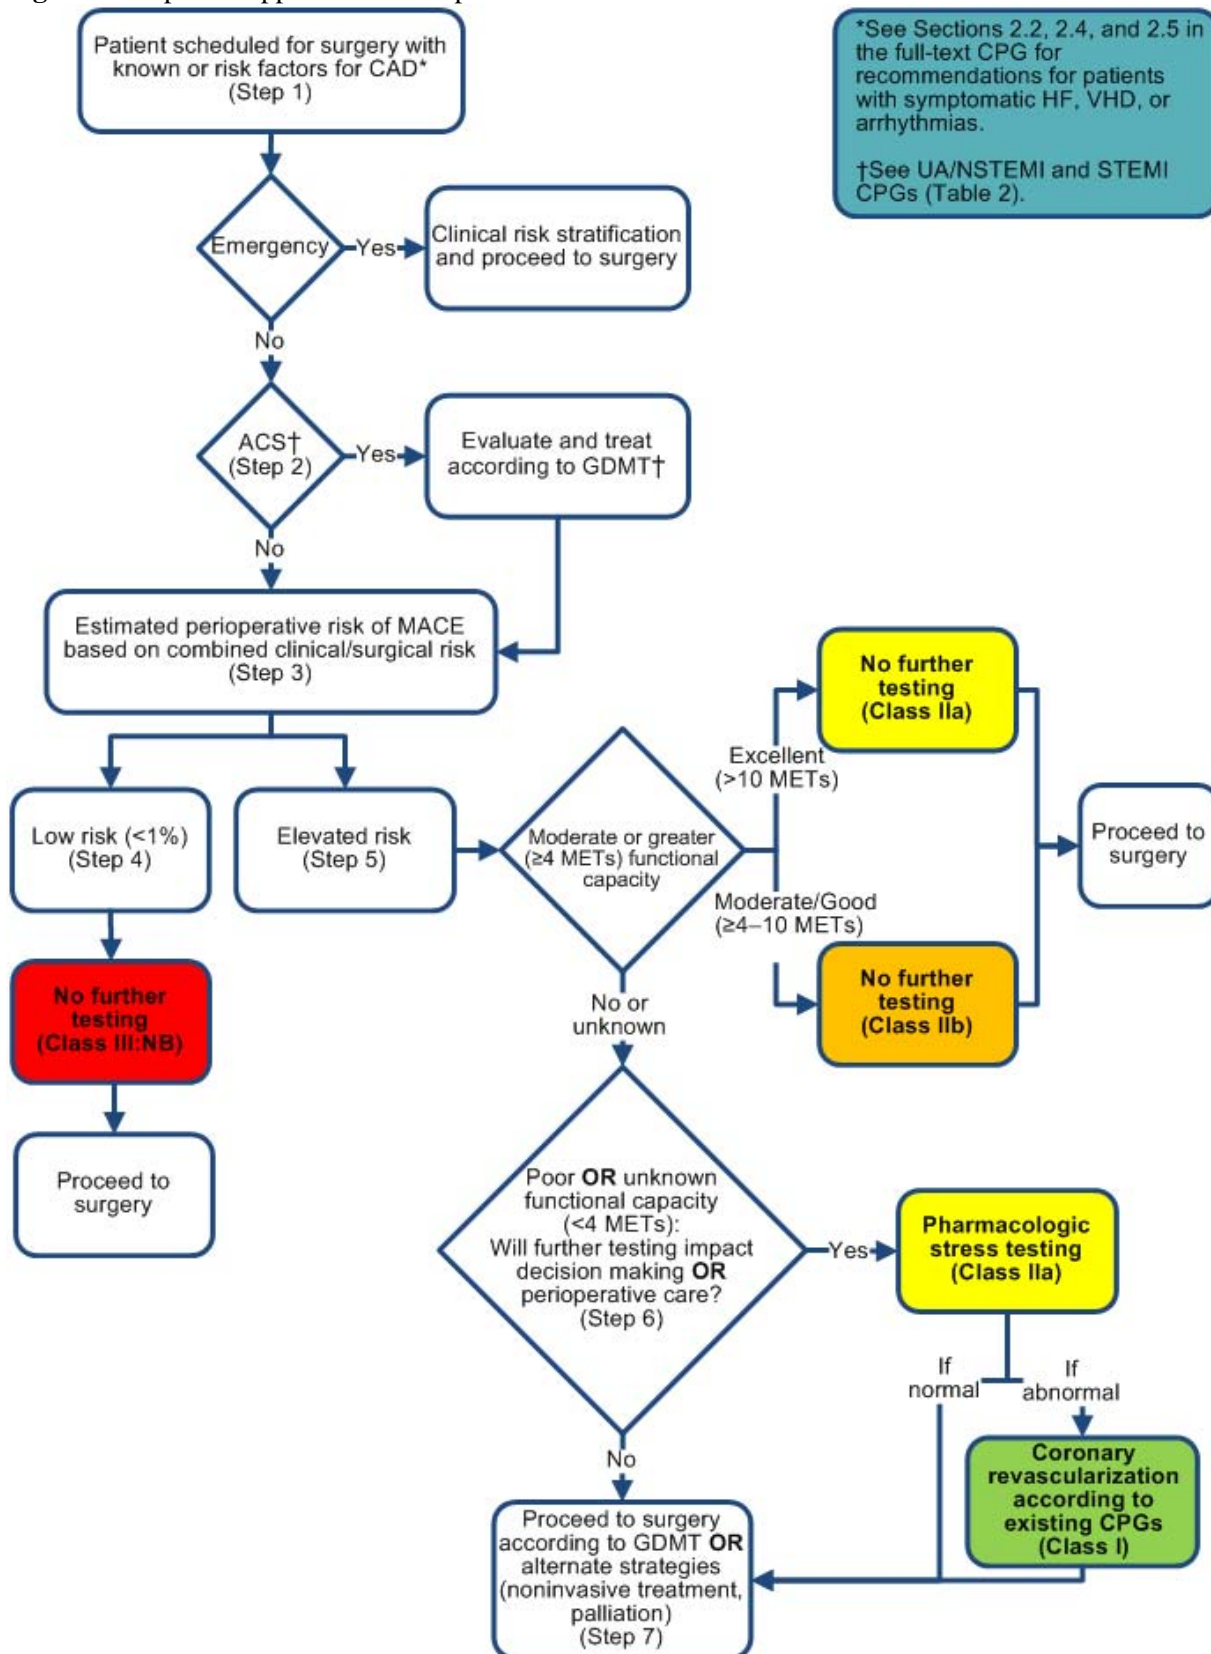 Patient scheduled for surgery with
known or risk factors for CAD*
(Step 1)
*See Sections 2.2, 2.4, and 2.5 in
the full-text CPG for
recommendations for patients
with symptomatic HF, VHD, or
arrhythmias.
†See UA/NSTEMI and STEMI
CPGs (Table 2).
Emergency
Yes
Clinical risk stratification
and proceed to surgery
No
ACS†
(Step 2)
Yes
Evaluate and treat
according to GDMT†
No
Estimated perioperative risk of MACE
based on combined clinical/surgical risk
(Step 3)
Low risk (<1%)
(Step 4)
No further
testing
(Class III:NB)
Proceed to
surgery
Elevated risk
(Step 5)
Moderate or greater
(≥4 METs) functional
capacity
Excellent
(>10 METs)
No further
testing
(Class IIa)
Moderate/Good
(≥4–10 METs)
No further
testing
(Class IIb)
Proceed to
surgery
No or
unknown
Poor OR unknown
functional capacity
(<4 METs):
Will further testing impact
decision making OR
perioperative care?
(Step 6)
Yes
Pharmacologic
stress testing
(Class IIa)
If
normal
If
abnormal
Coronary
revascularization
according to
existing CPGs
(Class I)
No
Proceed to surgery
according to GDMT OR
alternate strategies
(noninvasive treatment,
palliation)
(Step 7)